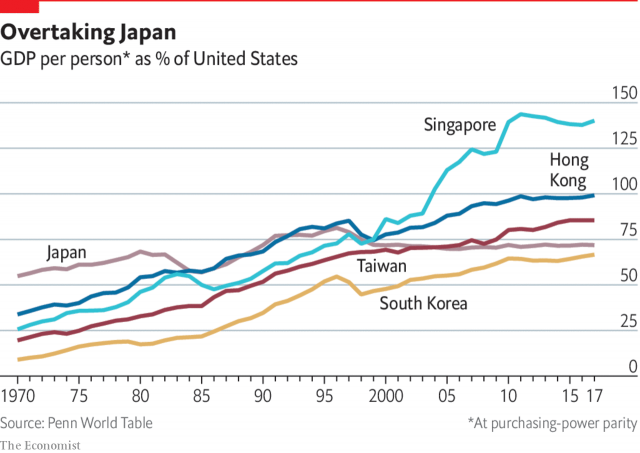 Overtaking Japan
GDP per person* as % of United States
150
Singapore
125
Hong
Kong
100
Japan
75
Taiwan
South Korea
50
25
0
1970 75 80 85 90 95 2000 05 10 15 17
Source: Penn World Table
*At purchasing-power parity
The Economist